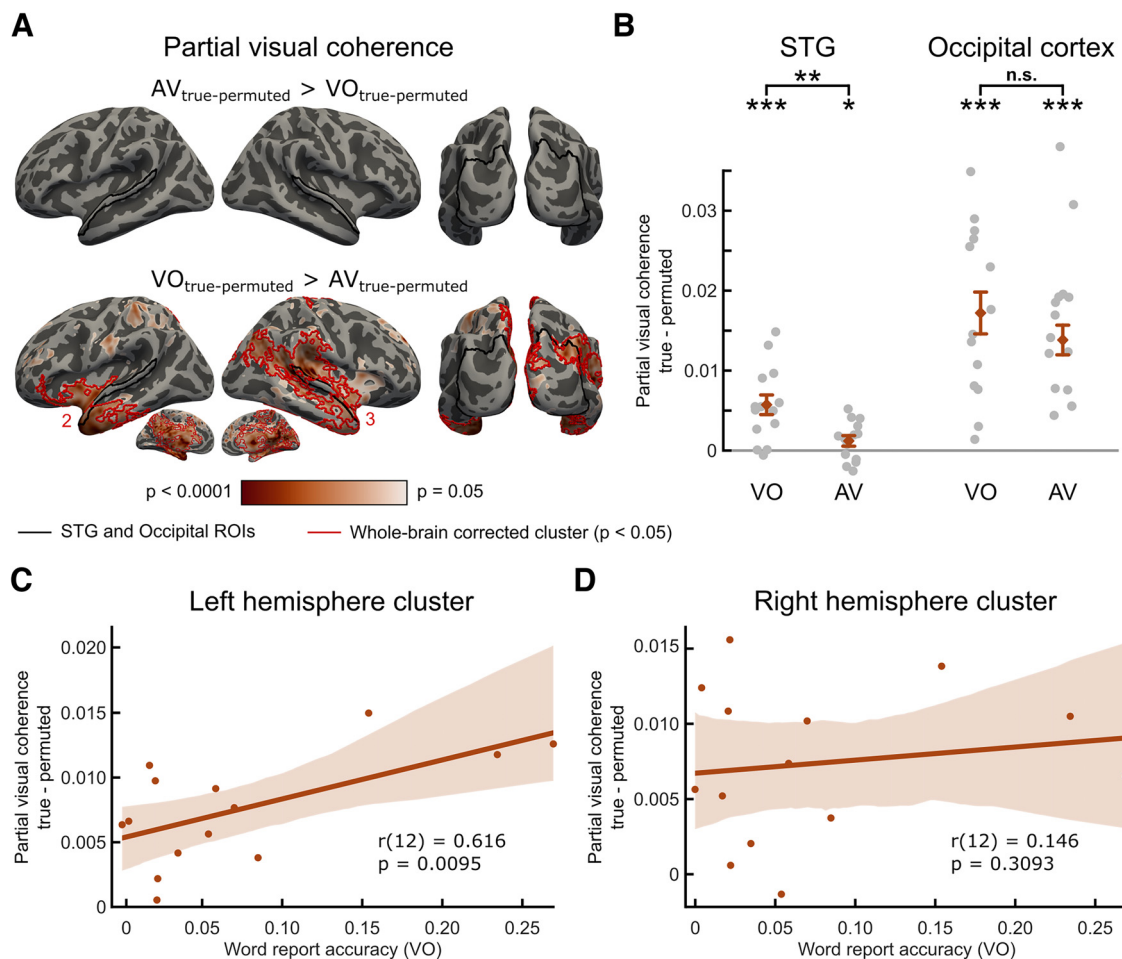 A
Partial visual coherence
AVtrue-permuted > VOtrue-permuted
VOtrue-permuted > AVtrue-permuted
2
3
p < 0.0001
p = 0.05
STG and Occipital ROIs
Whole-brain corrected cluster (p < 0.05)
B
STG
Occipital cortex
**
n.s.
***
*
***
***
Partial visual coherence
true - permuted
0.03
0.02
0.01
0
VO
AV
VO
AV
C
Left hemisphere cluster
Partial visual coherence
true - permuted
0.020
0.015
0.010
0.005
0
r(12) = 0.616
p = 0.0095
0
0.05
0.10
0.15
0.20
0.25
Word report accuracy (VO)
D
Right hemisphere cluster
Partial visual coherence
true - permuted
0.015
0.010
0.005
0
r(12) = 0.146
p = 0.3093
0
0.05
0.10
0.15
0.20
0.25
Word report accuracy (VO)